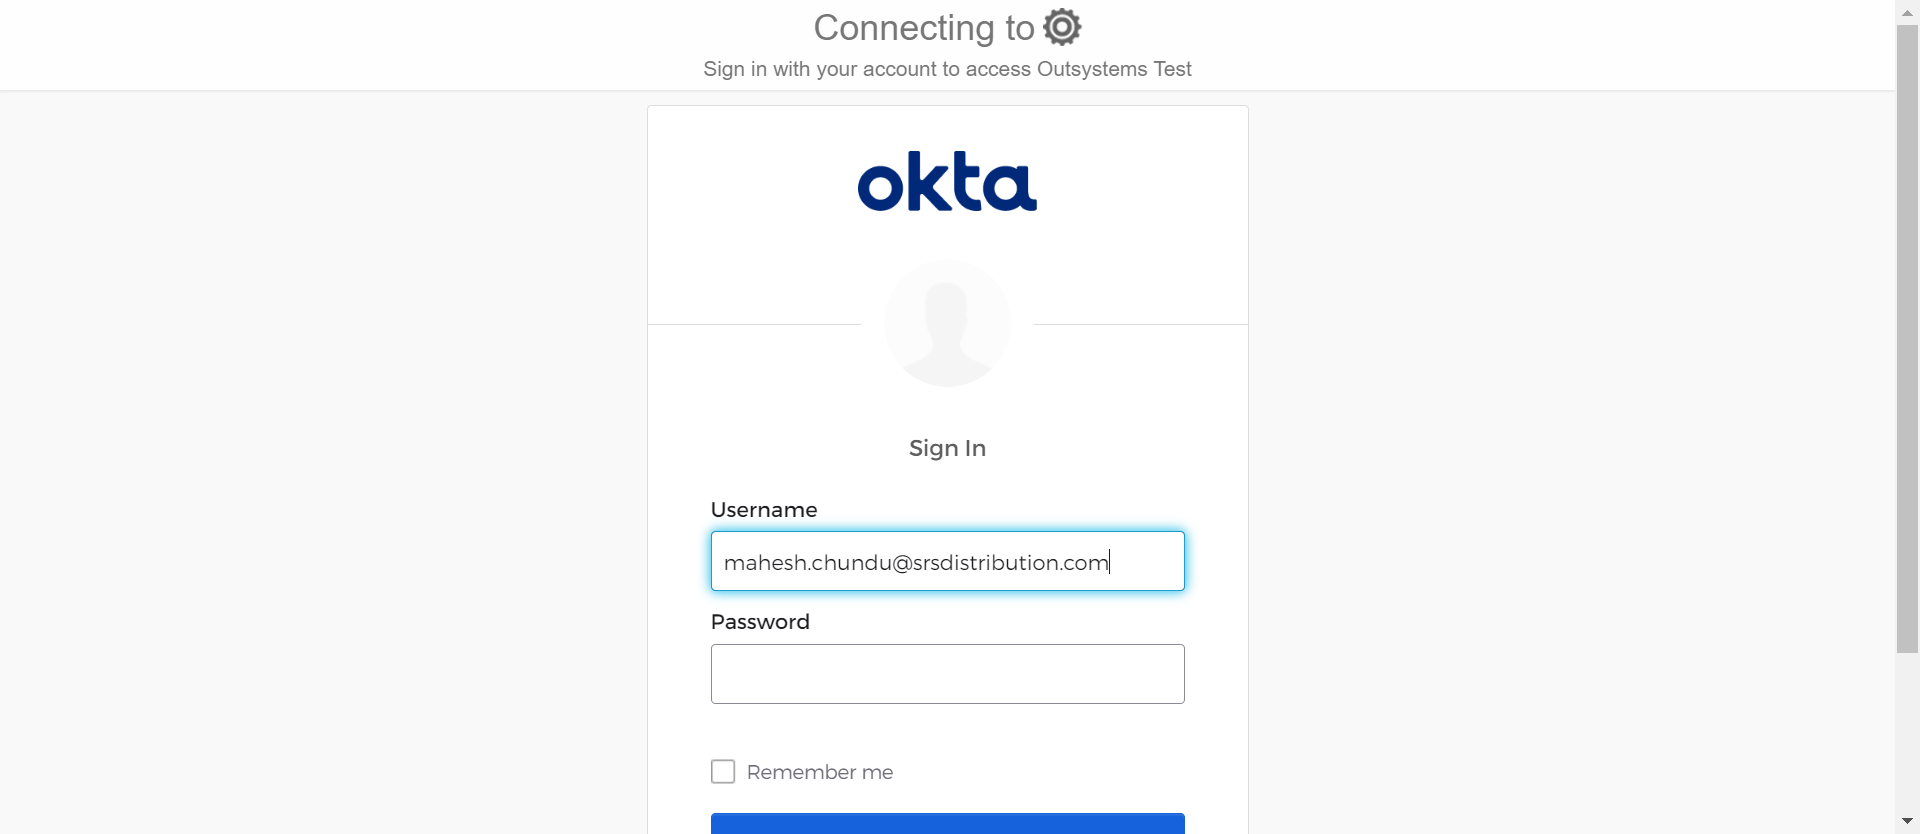 Connecting to
Sign in with your account to access Outsystems Test
okta
Sign In
Username
mahesh.chundu@srsdistribution.com
Password
Remember me